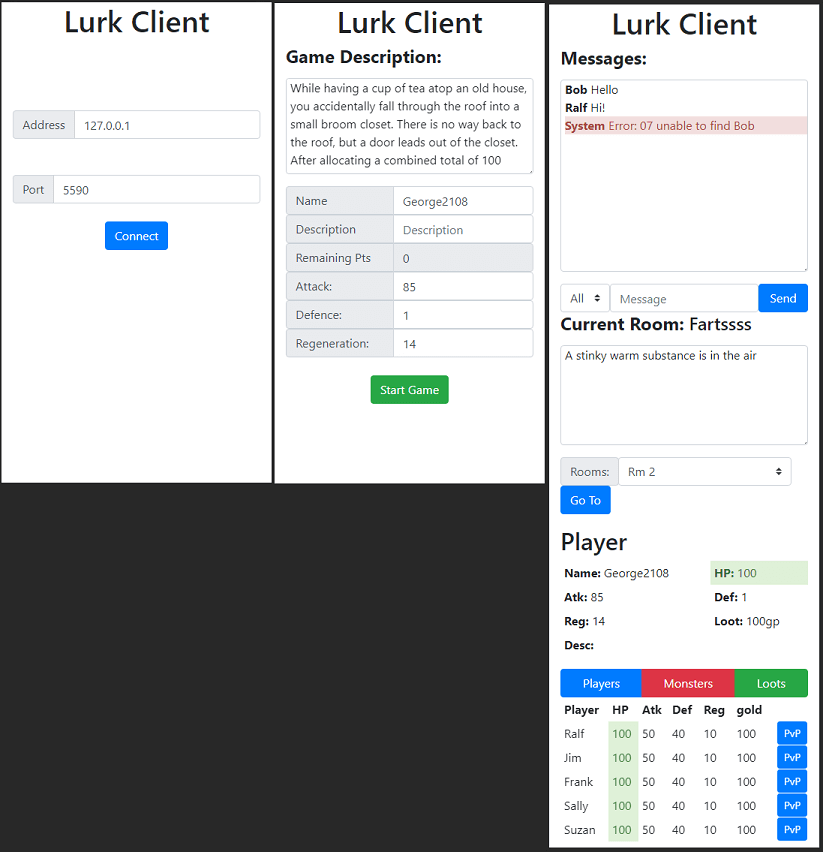 Lurk Client
Address 127.0.0.1
Port 5590
Connect
Lurk Client
Game Description:
While having a cup of tea atop an old house,
you accidentally fall through the roof into a
small broom closet. There is no way back to
the roof, but a door leads out of the closet.
After allocating a combined total of 100
Name George2108
Description Description
Remaining Pts 0
Attack: 85
Defence: 1
Regeneration: 14
Start Game
Lurk Client
Messages:
Bob Hello
Ralf Hi!
System Error: 07 unable to find Bob
All Message Send
Current Room: Fartssss
A stinky warm substance is in the air
Rooms: Rm 2
Go To
Player
Name: George2108 HP: 100
Atk: 85 Def: 1
Reg: 14 Loot: 100gp
Desc:
Players Monsters Loots
Player HP Atk Def Reg gold
Ralf 100 50 40 10 100 PvP
Jim 100 50 40 10 100 PvP
Frank 100 50 40 10 100 PvP
Sally 100 50 40 10 100 PvP
Suzan 100 50 40 10 100 PvP